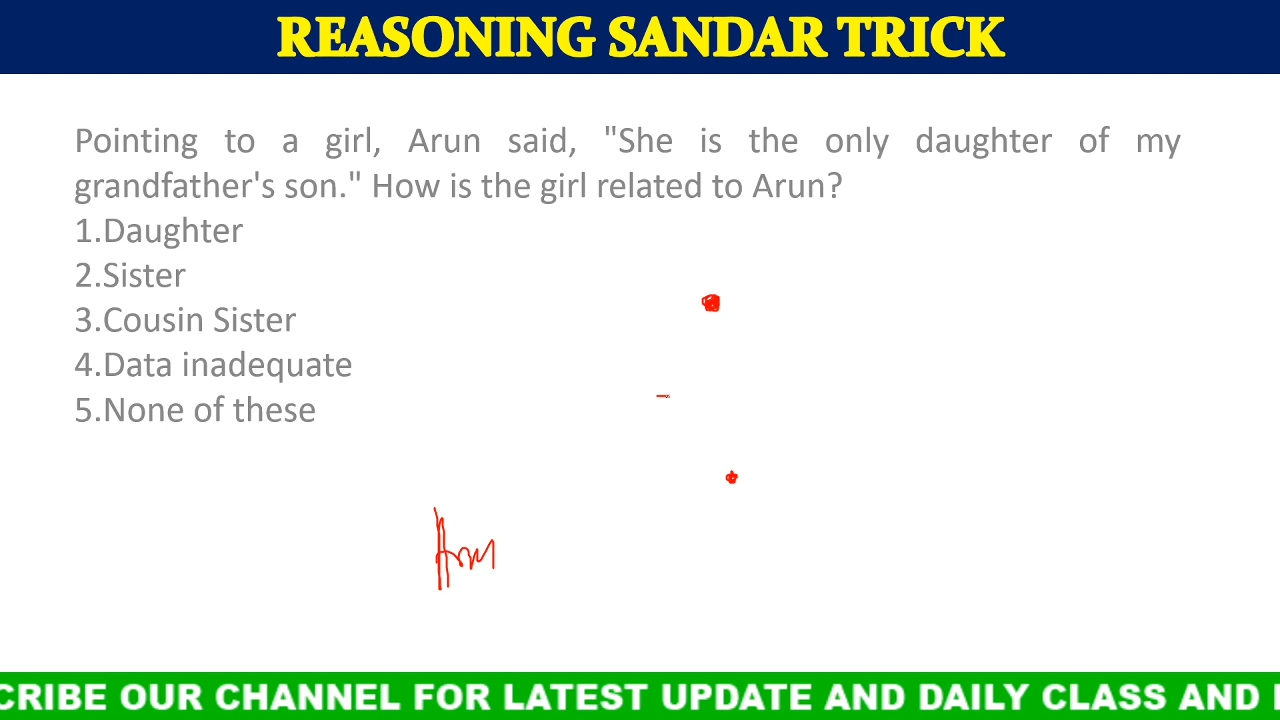 REASONING SANDAR TRICK
Pointing to a girl, Arun said, "She is the only daughter of my
grandfather's son." How is the girl related to Arun?
1.Daughter
2.Sister
3.Cousin Sister
4.Data inadequate
5.None of these
Arun
CRIBE OUR CHANNEL FOR LATEST UPDATE AND DAILY CLASS AND